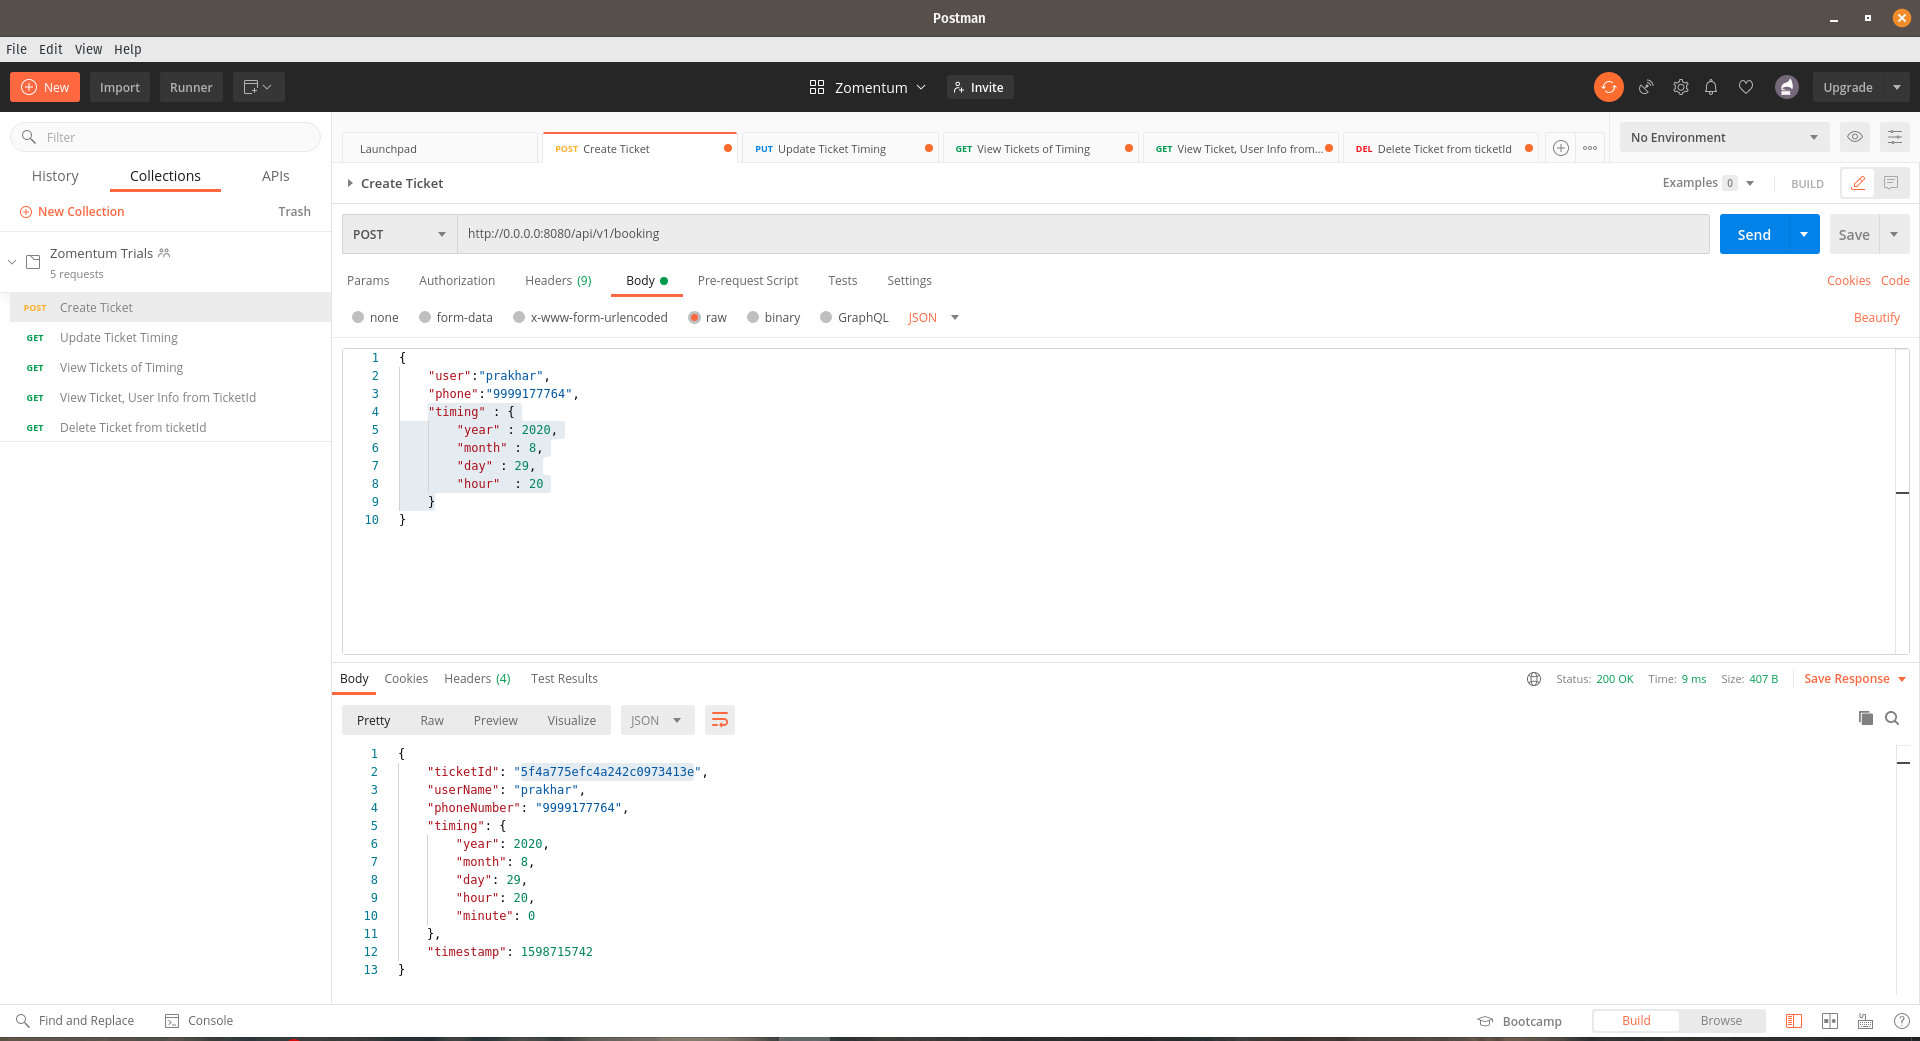 Postman
File Edit View Help
New Import Runner Zomentum Invite Upgrade
Filter
History Collections APIs
New Collection Trash
Zomentum Trials
5 requests
POST Create Ticket
GET Update Ticket Timing
GET View Tickets of Timing
GET View Ticket, User Info from TicketId
GET Delete Ticket from ticketId
Launchpad POST Create Ticket PUT Update Ticket Timing GET View Tickets of Timing GET View Ticket, User Info from... DEL Delete Ticket from ticketId
No Environment
Create Ticket Examples 0 BUILD
POST http://0.0.0.0:8080/api/v1/booking Send Save
Params Authorization Headers (9) Body Pre-request Script Tests Settings Cookies Code
none form-data x-www-form-urlencoded raw binary GraphQL JSON Beautify
1 {
2 "user":"prakhar",
3 "phone":"9999177764",
4 "timing" : {
5 "year" : 2020,
6 "month" : 8,
7 "day" : 29,
8 "hour"  : 20
9 }
10 }
Body Cookies Headers (4) Test Results Status: 200 OK Time: 9 ms Size: 407 B Save Response
Pretty Raw Preview Visualize JSON
1 {
2 "ticketId": "5f4a775efc4a242c0973413e",
3 "userName": "prakhar",
4 "phoneNumber": "9999177764",
5 "timing": {
6 "year": 2020,
7 "month": 8,
8 "day": 29,
9 "hour": 20,
10 "minute": 0
11 },
12 "timestamp": 1598715742
13 }
Find and Replace Console Bootcamp Build Browse